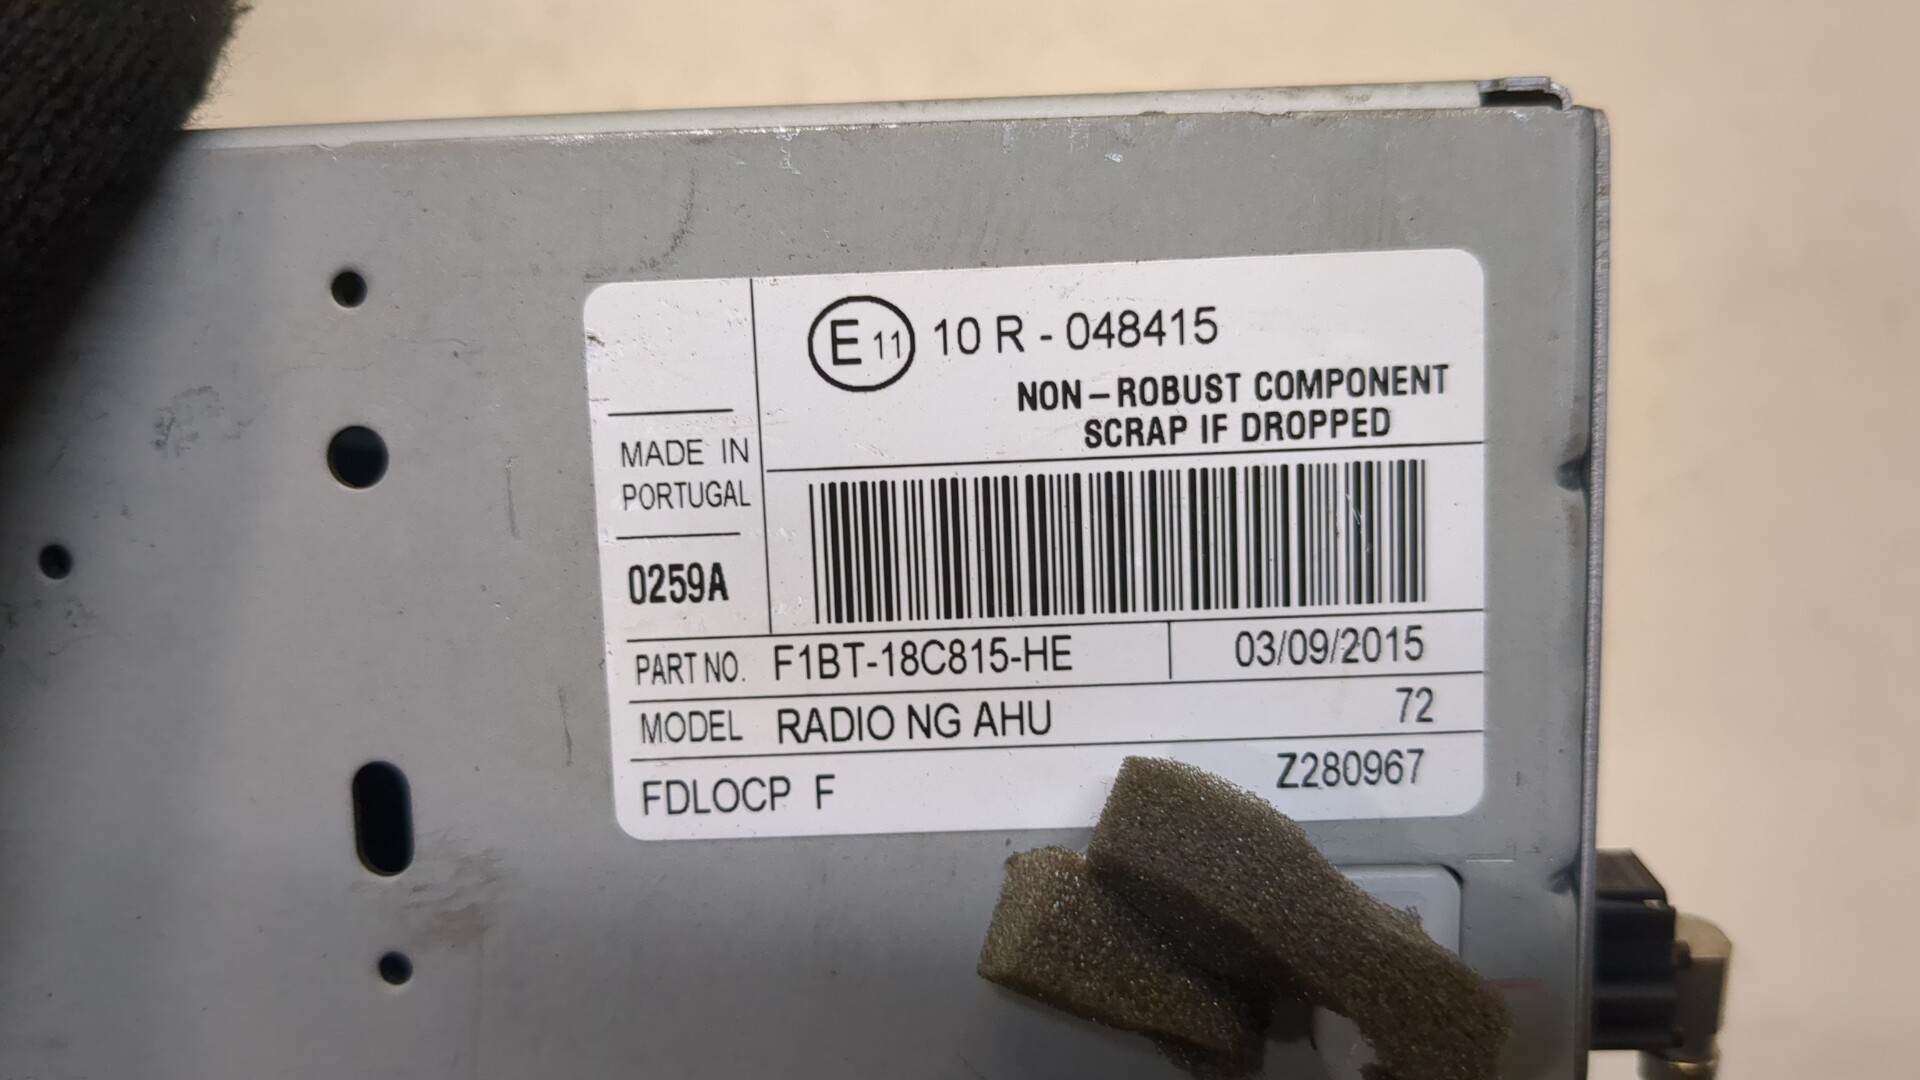 E 11 10 R - 048415
NON-ROBUST COMPONENT
SCRAP IF DROPPED
MADE IN
PORTUGAL
0259A
PART NO. F1BT-18C815-HE 03/09/2015
MODEL RADIO NG AHU 72
FDLOCP F Z280967